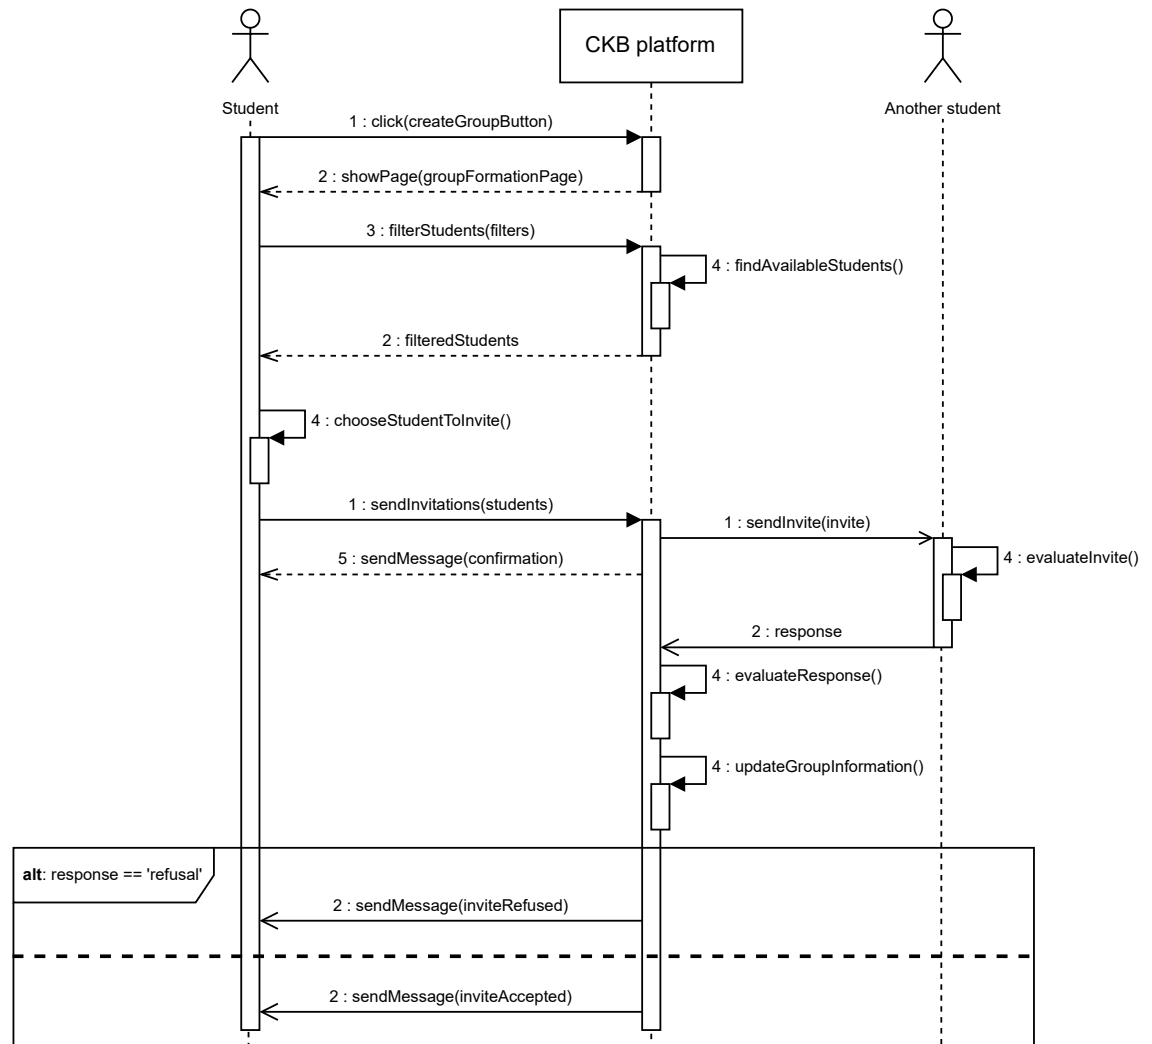 CKB platform
Student
Another student
1 : click(createGroupButton)
2 : showPage(groupFormationPage)
3 : filterStudents(filters)
4 : findAvailableStudents()
2 : filteredStudents
4 : chooseStudentToInvite()
1 : sendInvitations(students)
1 : sendInvite(invite)
5 : sendMessage(confirmation)
4 : evaluateInvite()
2 : response
4 : evaluateResponse()
4 : updateGroupInformation()
alt: response == 'refusal'
2 : sendMessage(inviteRefused)
2 : sendMessage(inviteAccepted)